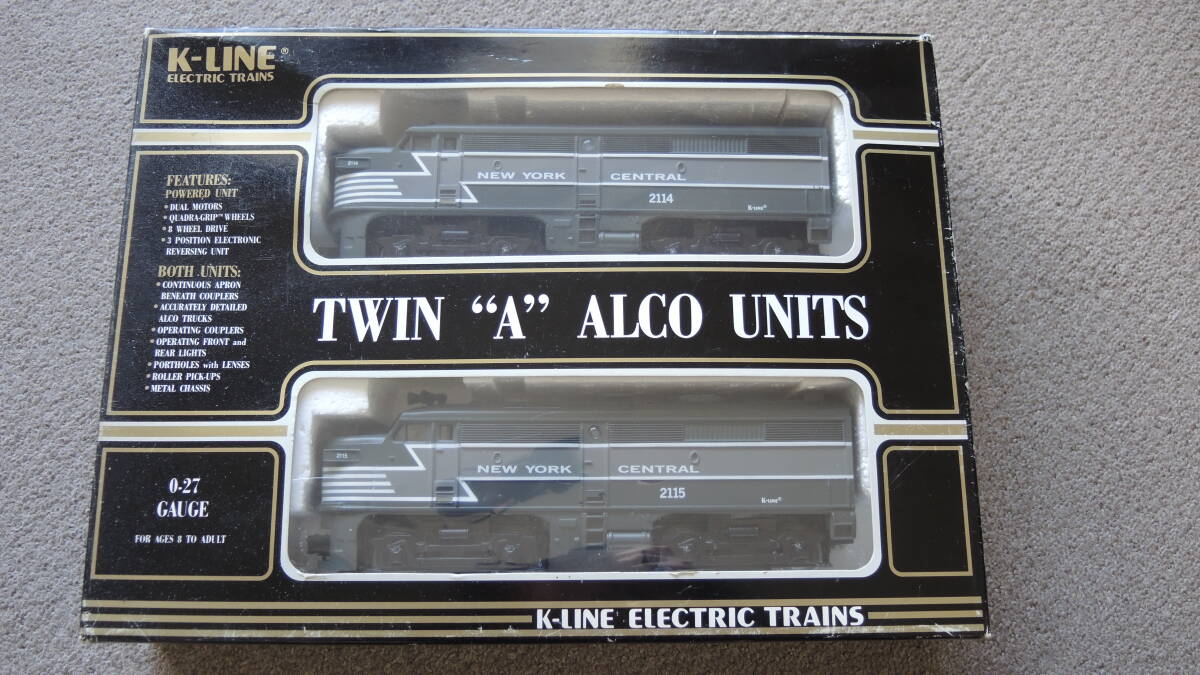 K-LINE®
ELECTRIC TRAINS
2114
NEW YORK CENTRAL
2114
K-LINE®
FEATURES:
POWERED UNIT
• DUAL MOTORS
• QUADRA-GRIP™ WHEELS
• 8 WHEEL DRIVE
• 3 POSITION ELECTRONIC
REVERSING UNIT
BOTH UNITS:
• CONTINUOUS APRON
BENEATH COUPLERS
• ACCURATELY DETAILED
ALCO TRUCKS
• OPERATING COUPLERS
• OPERATING FRONT and
REAR LIGHTS
• PORTHOLES with LENSES
• ROLLER PICK-UPS
• METAL CHASSIS
TWIN “A” ALCO UNITS
2115
NEW YORK CENTRAL
2115
K-LINE®
0-27
GAUGE
FOR AGES 8 TO ADULT
K-LINE ELECTRIC TRAINS